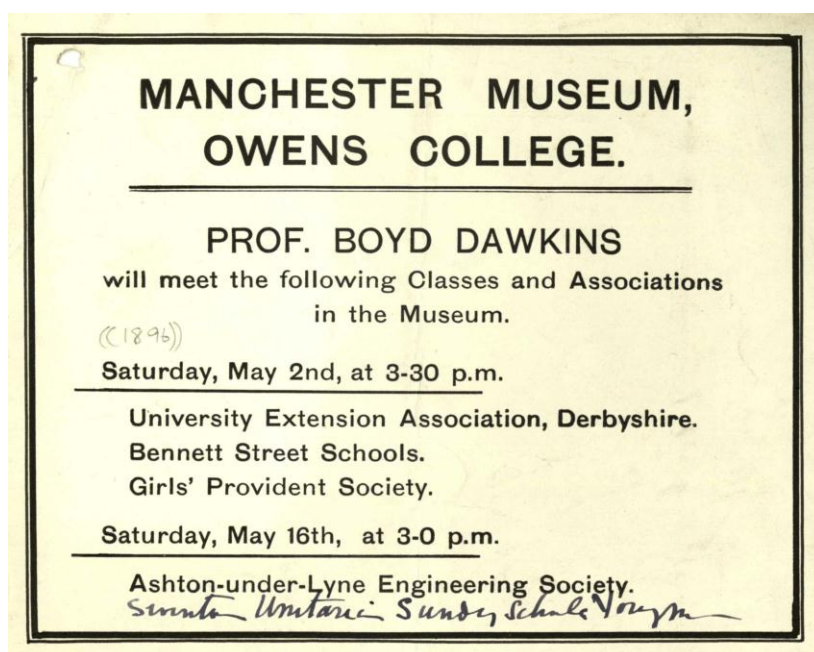 MANCHESTER MUSEUM,
OWENS COLLEGE.
PROF. BOYD DAWKINS
will meet the following Classes and Associations
in the Museum.
((1896))
Saturday, May 2nd, at 3-30 p.m.
University Extension Association, Derbyshire.
Bennett Street Schools.
Girls' Provident Society.
Saturday, May 16th, at 3-0 p.m.
Ashton-under-Lyne Engineering Society.
Swinton Unitarian Sunday Schools